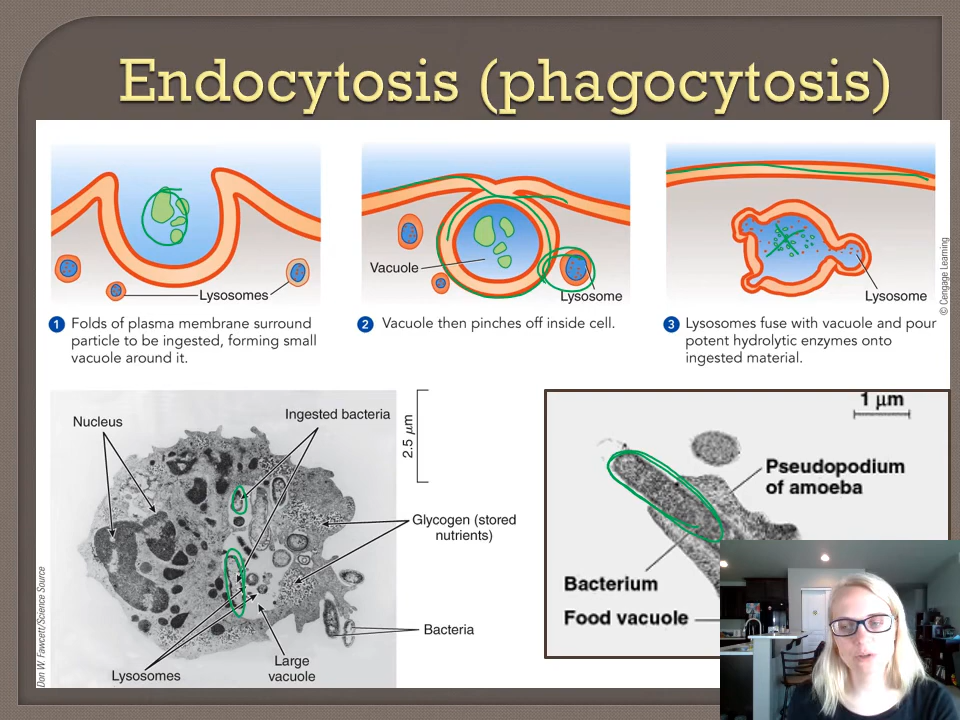 Endocytosis (phagocytosis)
Lysosomes
Vacuole
Lysosome
Lysosome
© Cengage Learning
1 Folds of plasma membrane surround
particle to be ingested, forming small
vacuole around it.
2 Vacuole then pinches off inside cell.
3 Lysosomes fuse with vacuole and pour
potent hydrolytic enzymes onto
ingested material.
Nucleus
Ingested bacteria
2.5 μm
Glycogen (stored
nutrients)
Bacteria
Large
vacuole
Lysosomes
Don W. Fawcett/Science Source
1 μm
Pseudopodium
of amoeba
Bacterium
Food vacuole